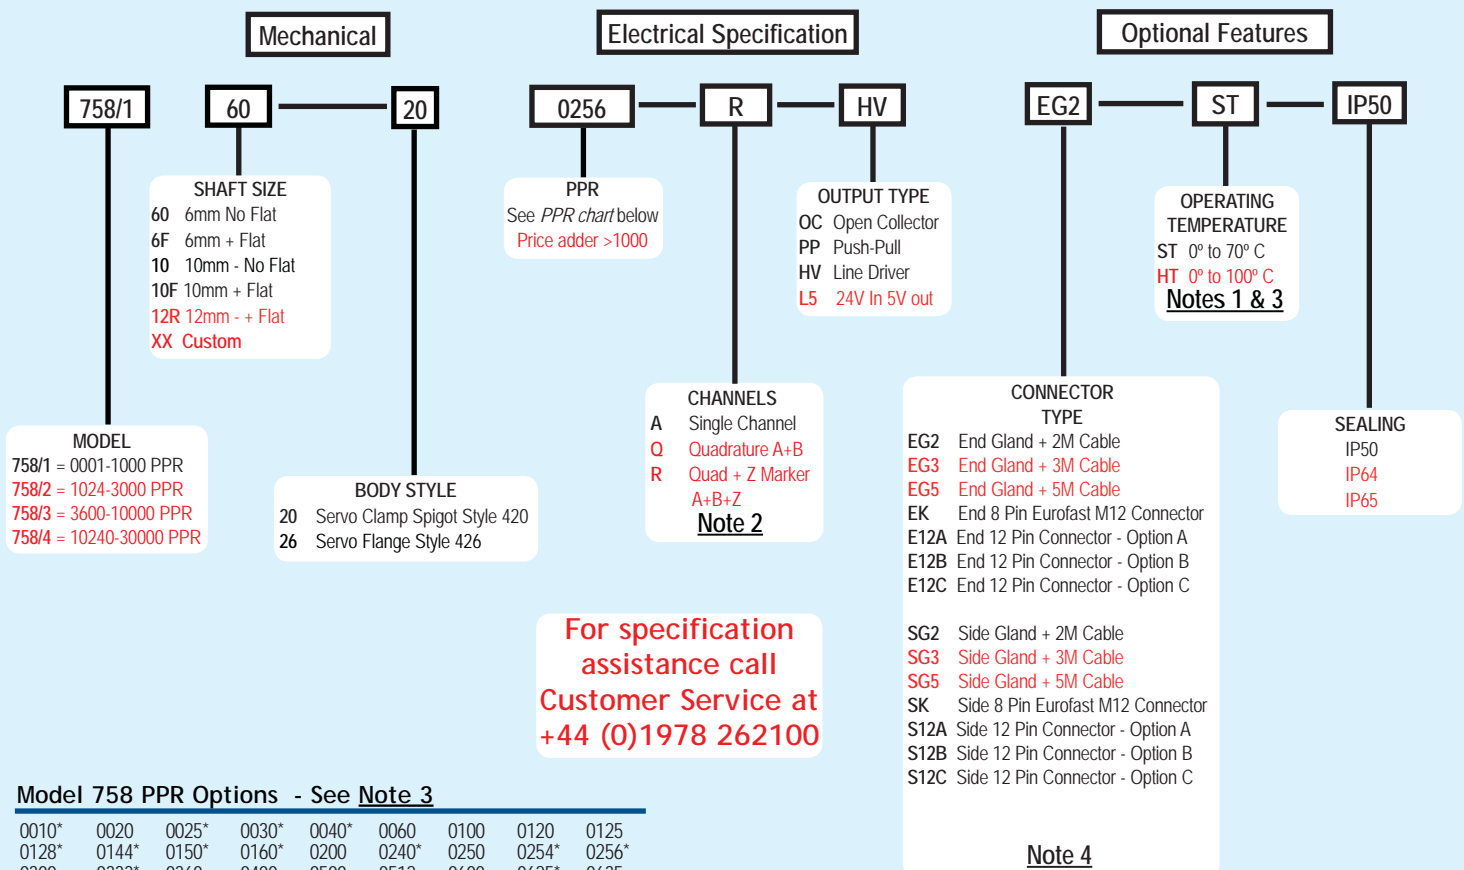 Mechanical
Electrical Specification
Optional Features
758/1
60
20
0256
R
HV
EG2
ST
IP50
SHAFT SIZE
60 6mm No Flat
6F 6mm + Flat
10 10mm - No Flat
10F 10mm + Flat
12R 12mm - + Flat
XX Custom
PPR
See PPR chart below
Price adder >1000
OUTPUT TYPE
OC Open Collector
PP Push-Pull
HV Line Driver
L5 24V In 5V out
OPERATING
TEMPERATURE
ST 0º to 70º C
HT 0º to 100º C
Notes 1 & 3
MODEL
758/1 = 0001-1000 PPR
758/2 = 1024-3000 PPR
758/3 = 3600-10000 PPR
758/4 = 10240-30000 PPR
BODY STYLE
20 Servo Clamp Spigot Style 420
26 Servo Flange Style 426
CHANNELS
A Single Channel
Q Quadrature A+B
R Quad + Z Marker
A+B+Z
Note 2
CONNECTOR
TYPE
EG2 End Gland + 2M Cable
EG3 End Gland + 3M Cable
EG5 End Gland + 5M Cable
EK End 8 Pin Eurofast M12 Connector
E12A End 12 Pin Connector - Option A
E12B End 12 Pin Connector - Option B
E12C End 12 Pin Connector - Option C
SG2 Side Gland + 2M Cable
SG3 Side Gland + 3M Cable
SG5 Side Gland + 5M Cable
SK Side 8 Pin Eurofast M12 Connector
S12A Side 12 Pin Connector - Option A
S12B Side 12 Pin Connector - Option B
S12C Side 12 Pin Connector - Option C
Note 4
SEALING
IP50
IP64
IP65
For specification
assistance call
Customer Service at
+44 (0)1978 262100
Model 758 PPR Options - See Note 3
0010* 0020 0025* 0030* 0040* 0060 0100 0120 0125
0128* 0144* 0150* 0160* 0200 0240* 0250 0254* 0256*